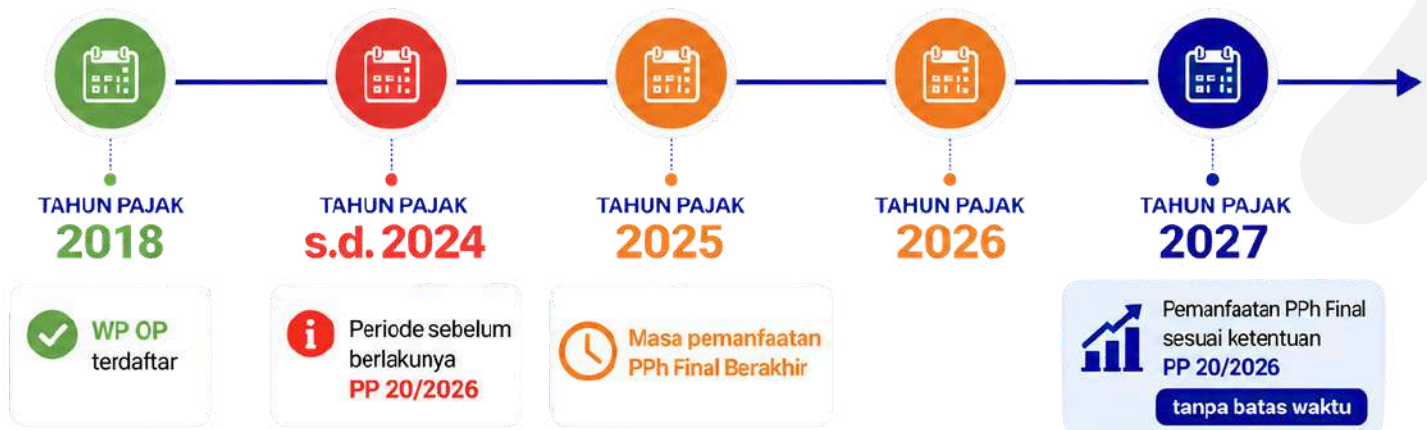 TAHUN PAJAK
2018
WP OP
terdaftar
TAHUN PAJAK
s.d. 2024
Periode sebelum
berlakunya
PP 20/2026
TAHUN PAJAK
2025
Masa pemanfaatan
PPh Final Berakhir
TAHUN PAJAK
2026
TAHUN PAJAK
2027
Pemanfaatan PPh Final
sesuai ketentuan
PP 20/2026
tanpa batas waktu